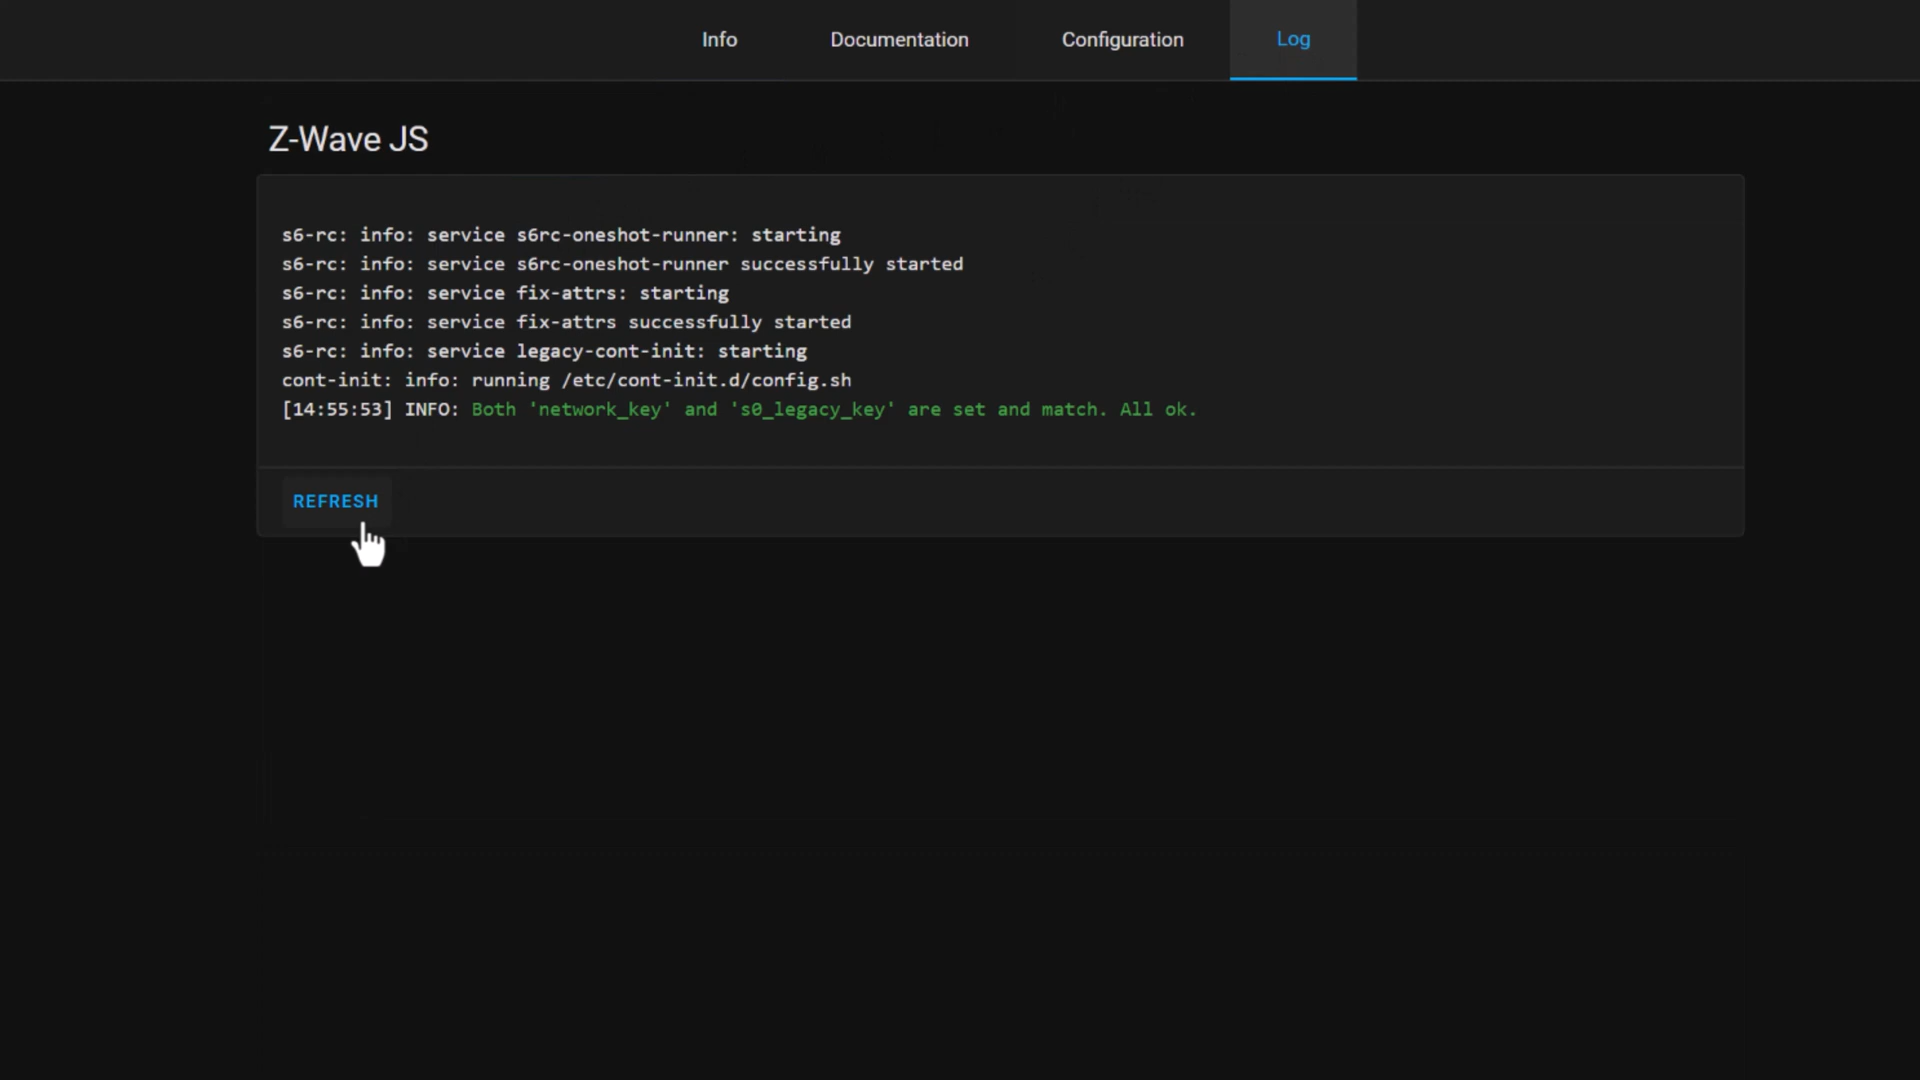 Info Documentation Configuration Log
Z-Wave JS
s6-rc: info: service s6rc-oneshot-runner: starting
s6-rc: info: service s6rc-oneshot-runner successfully started
s6-rc: info: service fix-attrs: starting
s6-rc: info: service fix-attrs successfully started
s6-rc: info: service legacy-cont-init: starting
cont-init: info: running /etc/cont-init.d/config.sh
[14:55:53] INFO: Both 'network_key' and 's0_legacy_key' are set and match. All ok.
REFRESH